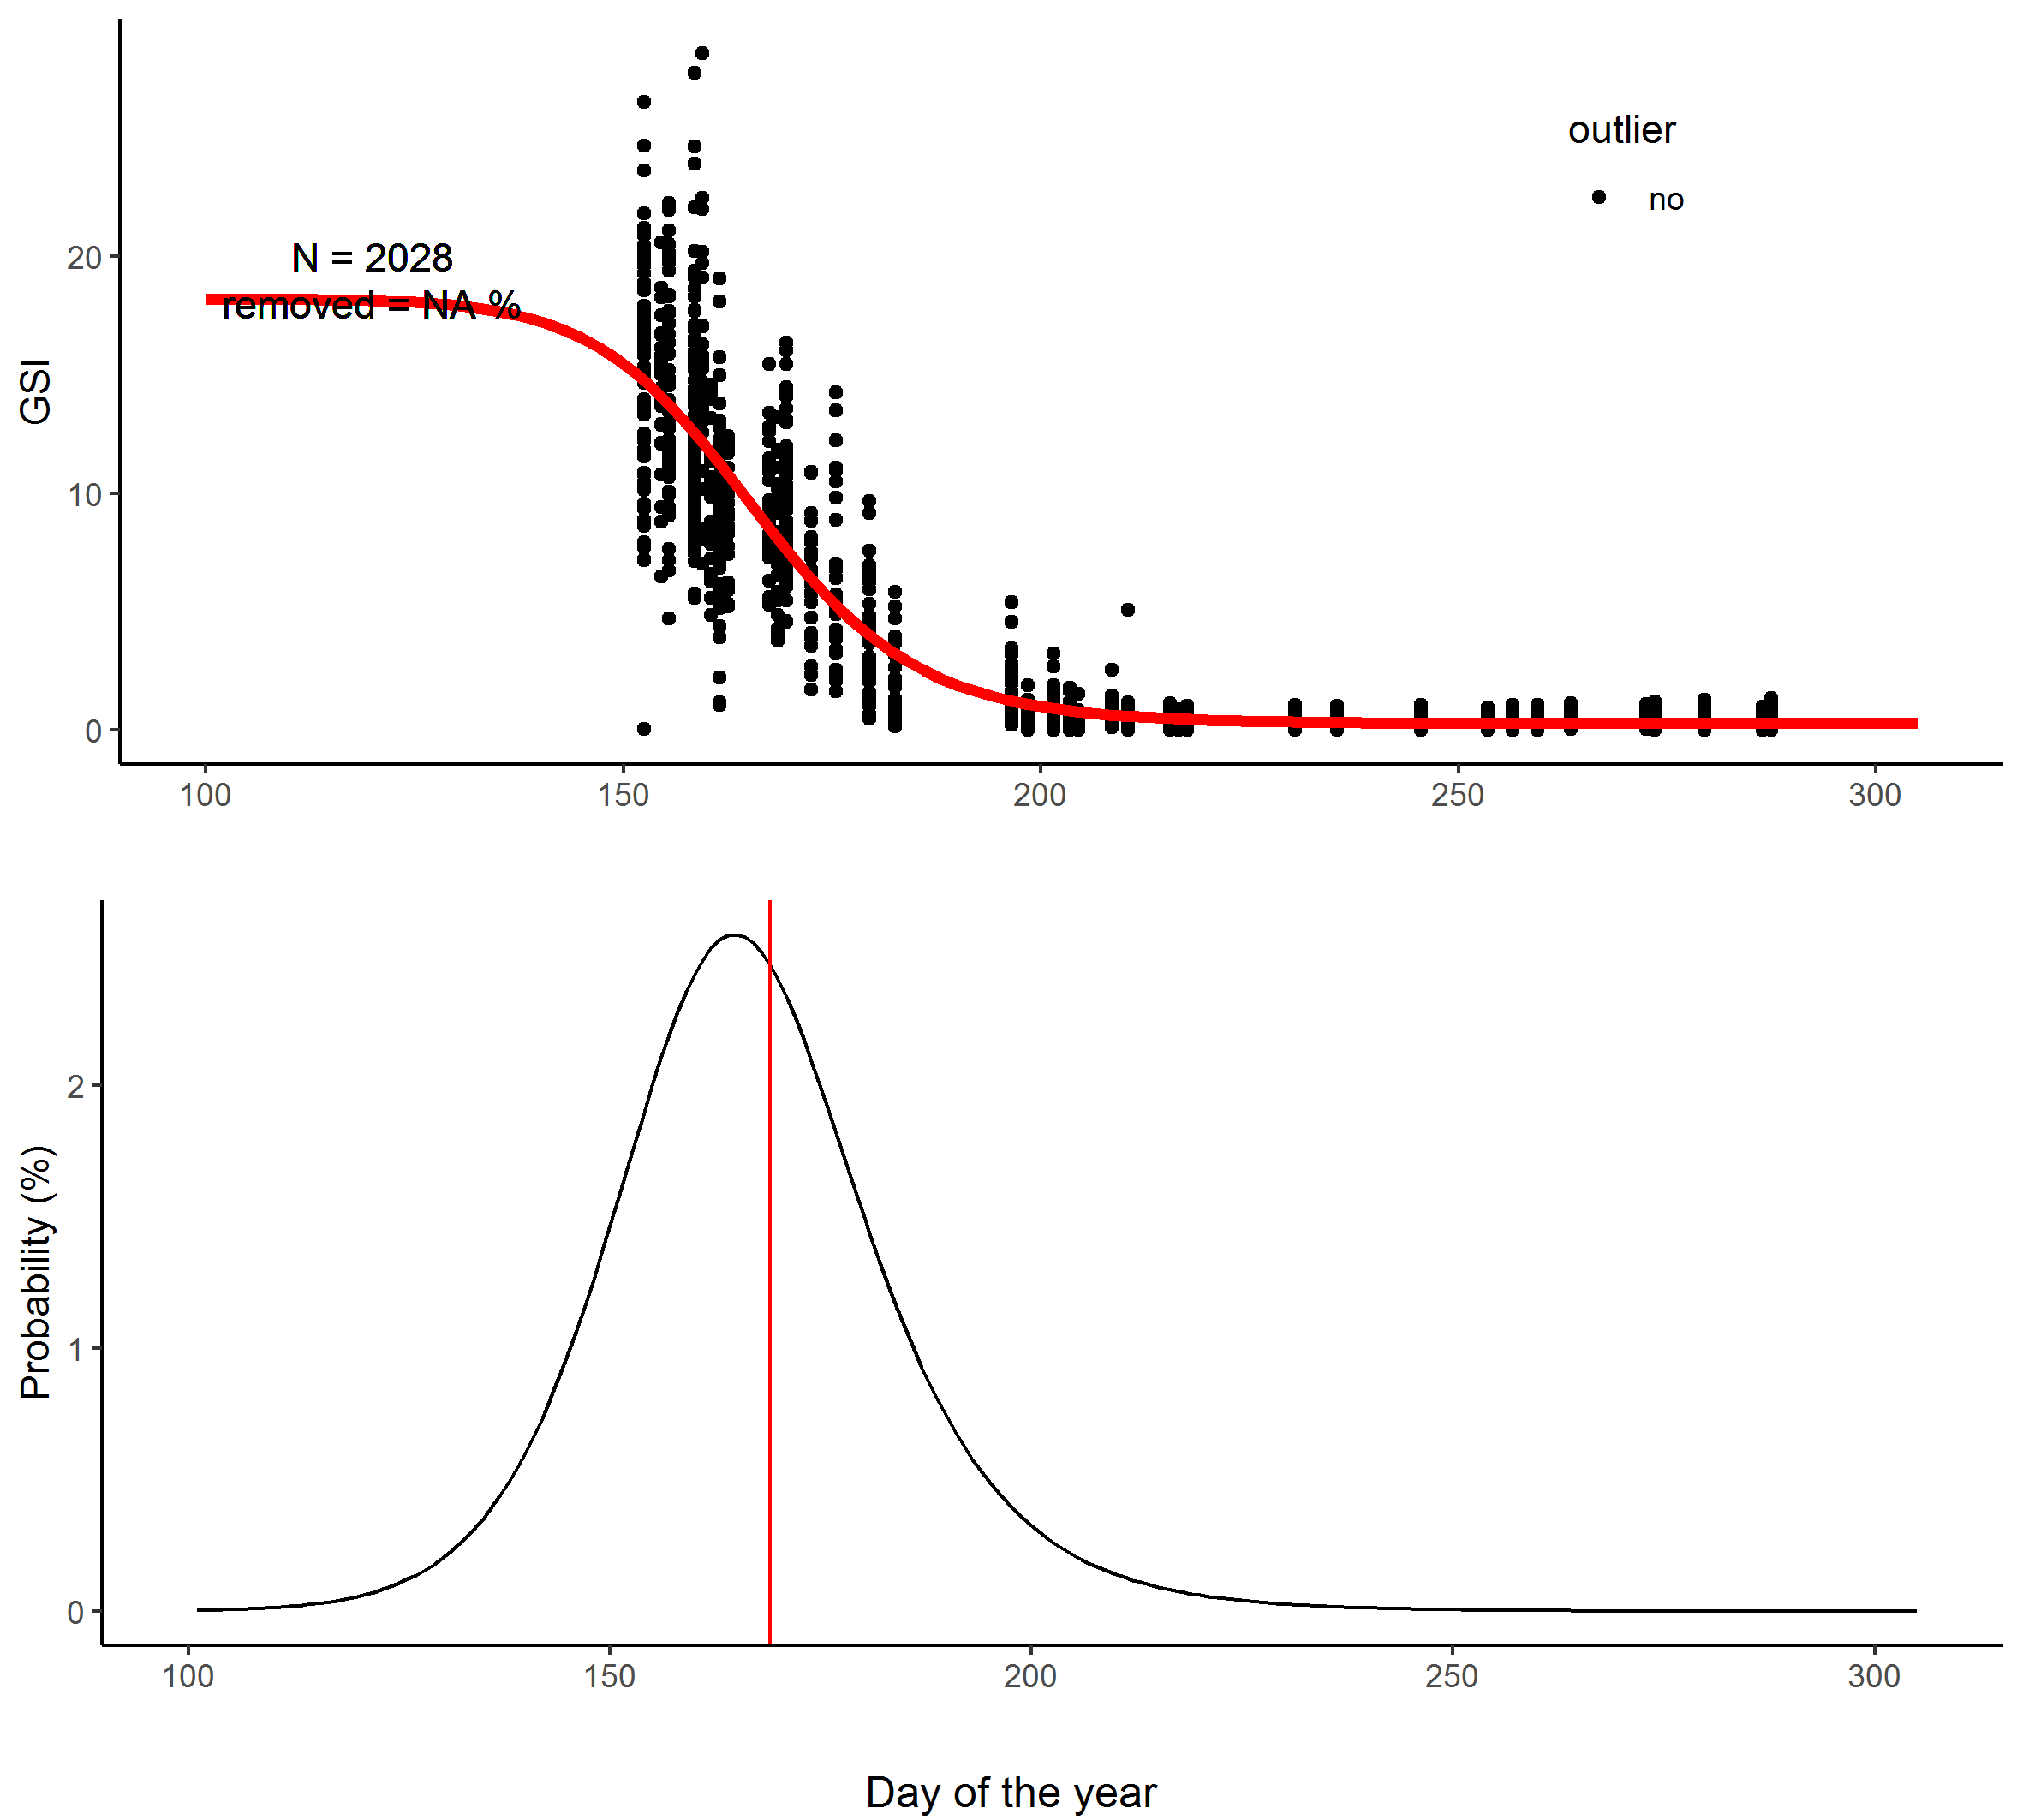 outlier
no
N = 2028
removed = NA %
GSI
20
10
0
100 150 200 250 300
Probability (%)
2
1
0
100 150 200 250 300
Day of the year